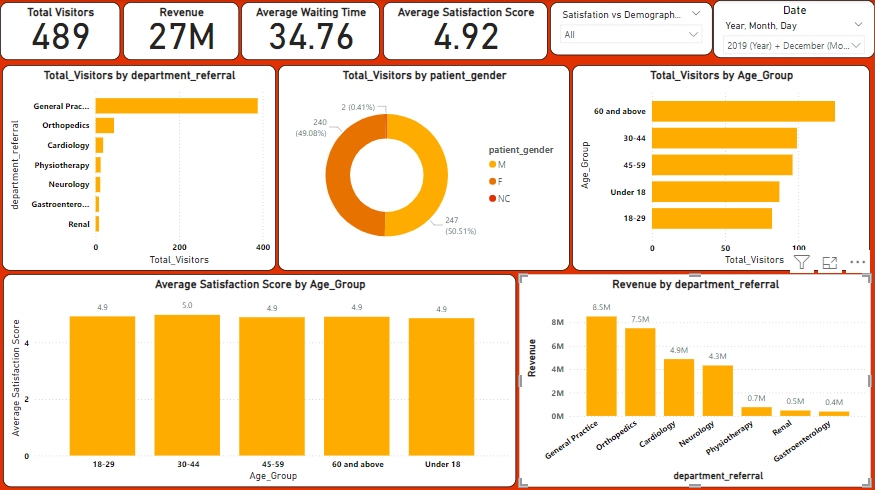 Total Visitors
489
Revenue
27M
Average Waiting Time
34.76
Average Satisfaction Score
4.92
Satisfation vs Demograph...
All
Date
Year, Month, Day
2019 (Year) + December (Mo...
Total_Visitors by department_referral
department_referral
General Prac...
Orthopedics
Cardiology
Physiotherapy
Neurology
Gastroentero...
Renal
0 200 400
Total_Visitors
Total_Visitors by patient_gender
2 (0.41%)
240
(49.08%)
247
(50.51%)
patient_gender
M
F
NC
Total_Visitors by Age_Group
Age_Group
60 and above
30-44
45-59
Under 18
18-29
0 50 100
Total_Visitors
Average Satisfaction Score by Age_Group
Average Satisfaction Score
4
2
0
4.9 5.0 4.9 4.9 4.9
18-29 30-44 45-59 60 and above Under 18
Age_Group
Revenue by department_referral
Revenue
8M
6M
4M
2M
0M
8.5M
7.5M
4.9M
4.3M
0.7M
0.5M
0.4M
General Practice
Orthopedics
Cardiology
Neurology
Physiotherapy
Renal
Gastroenterology
department_referral